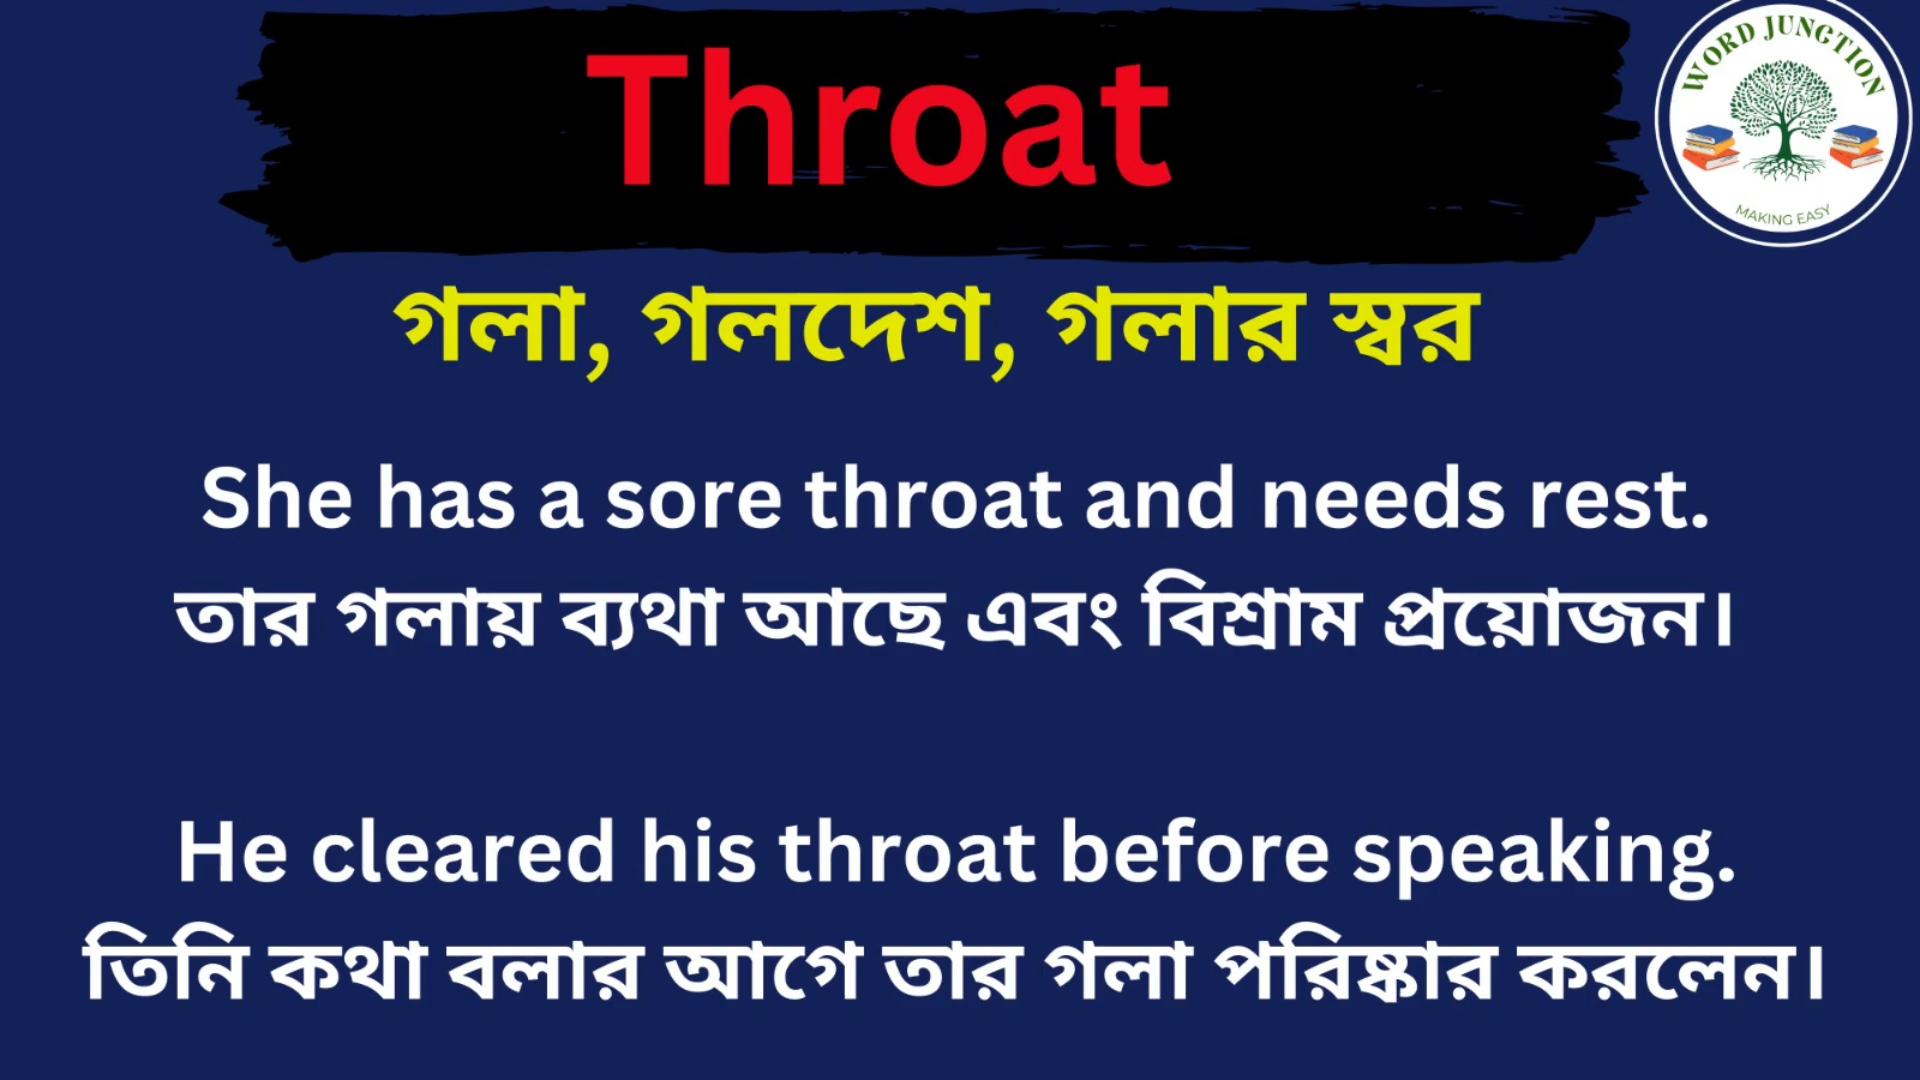 Throat
WORD JUNCTION
MAKING EASY
গলা, গলদেশ, গলার স্বর
She has a sore throat and needs rest.
তার গলায় ব্যথা আছে এবং বিশ্রাম প্রয়োজন।
He cleared his throat before speaking.
তিনি কথা বলার আগে তার গলা পরিষ্কার করলেন।